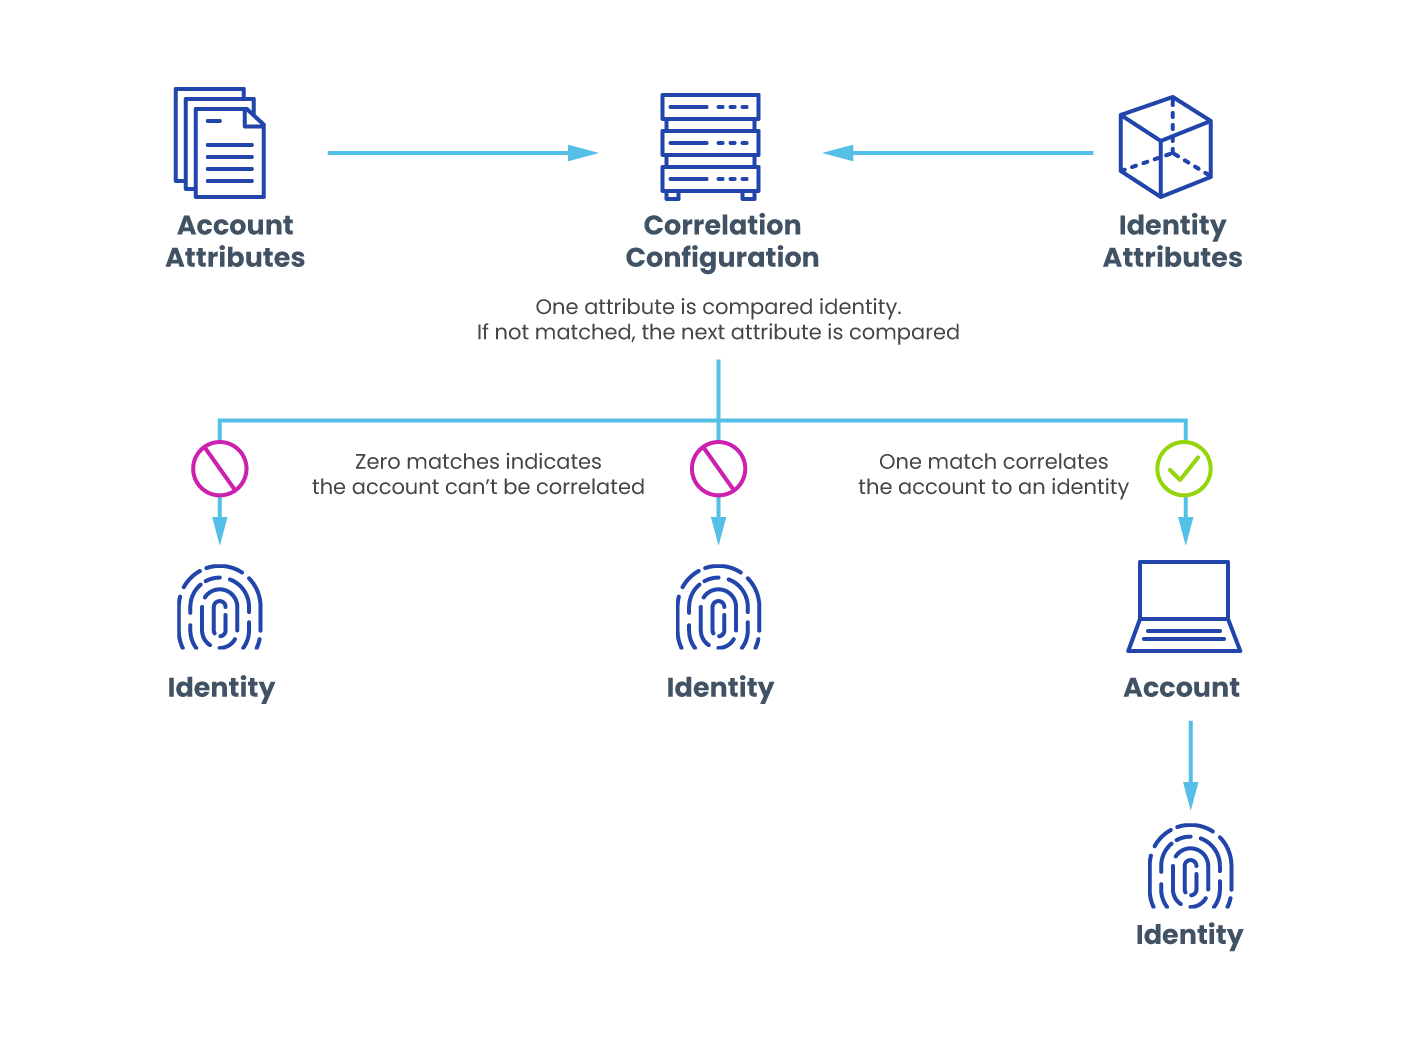 Account
Attributes
Correlation
Configuration
Identity
Attributes
One attribute is compared identity.
If not matched, the next attribute is compared
Zero matches indicates
the account can't be correlated
One match correlates
the account to an identity
Identity
Identity
Account
Identity